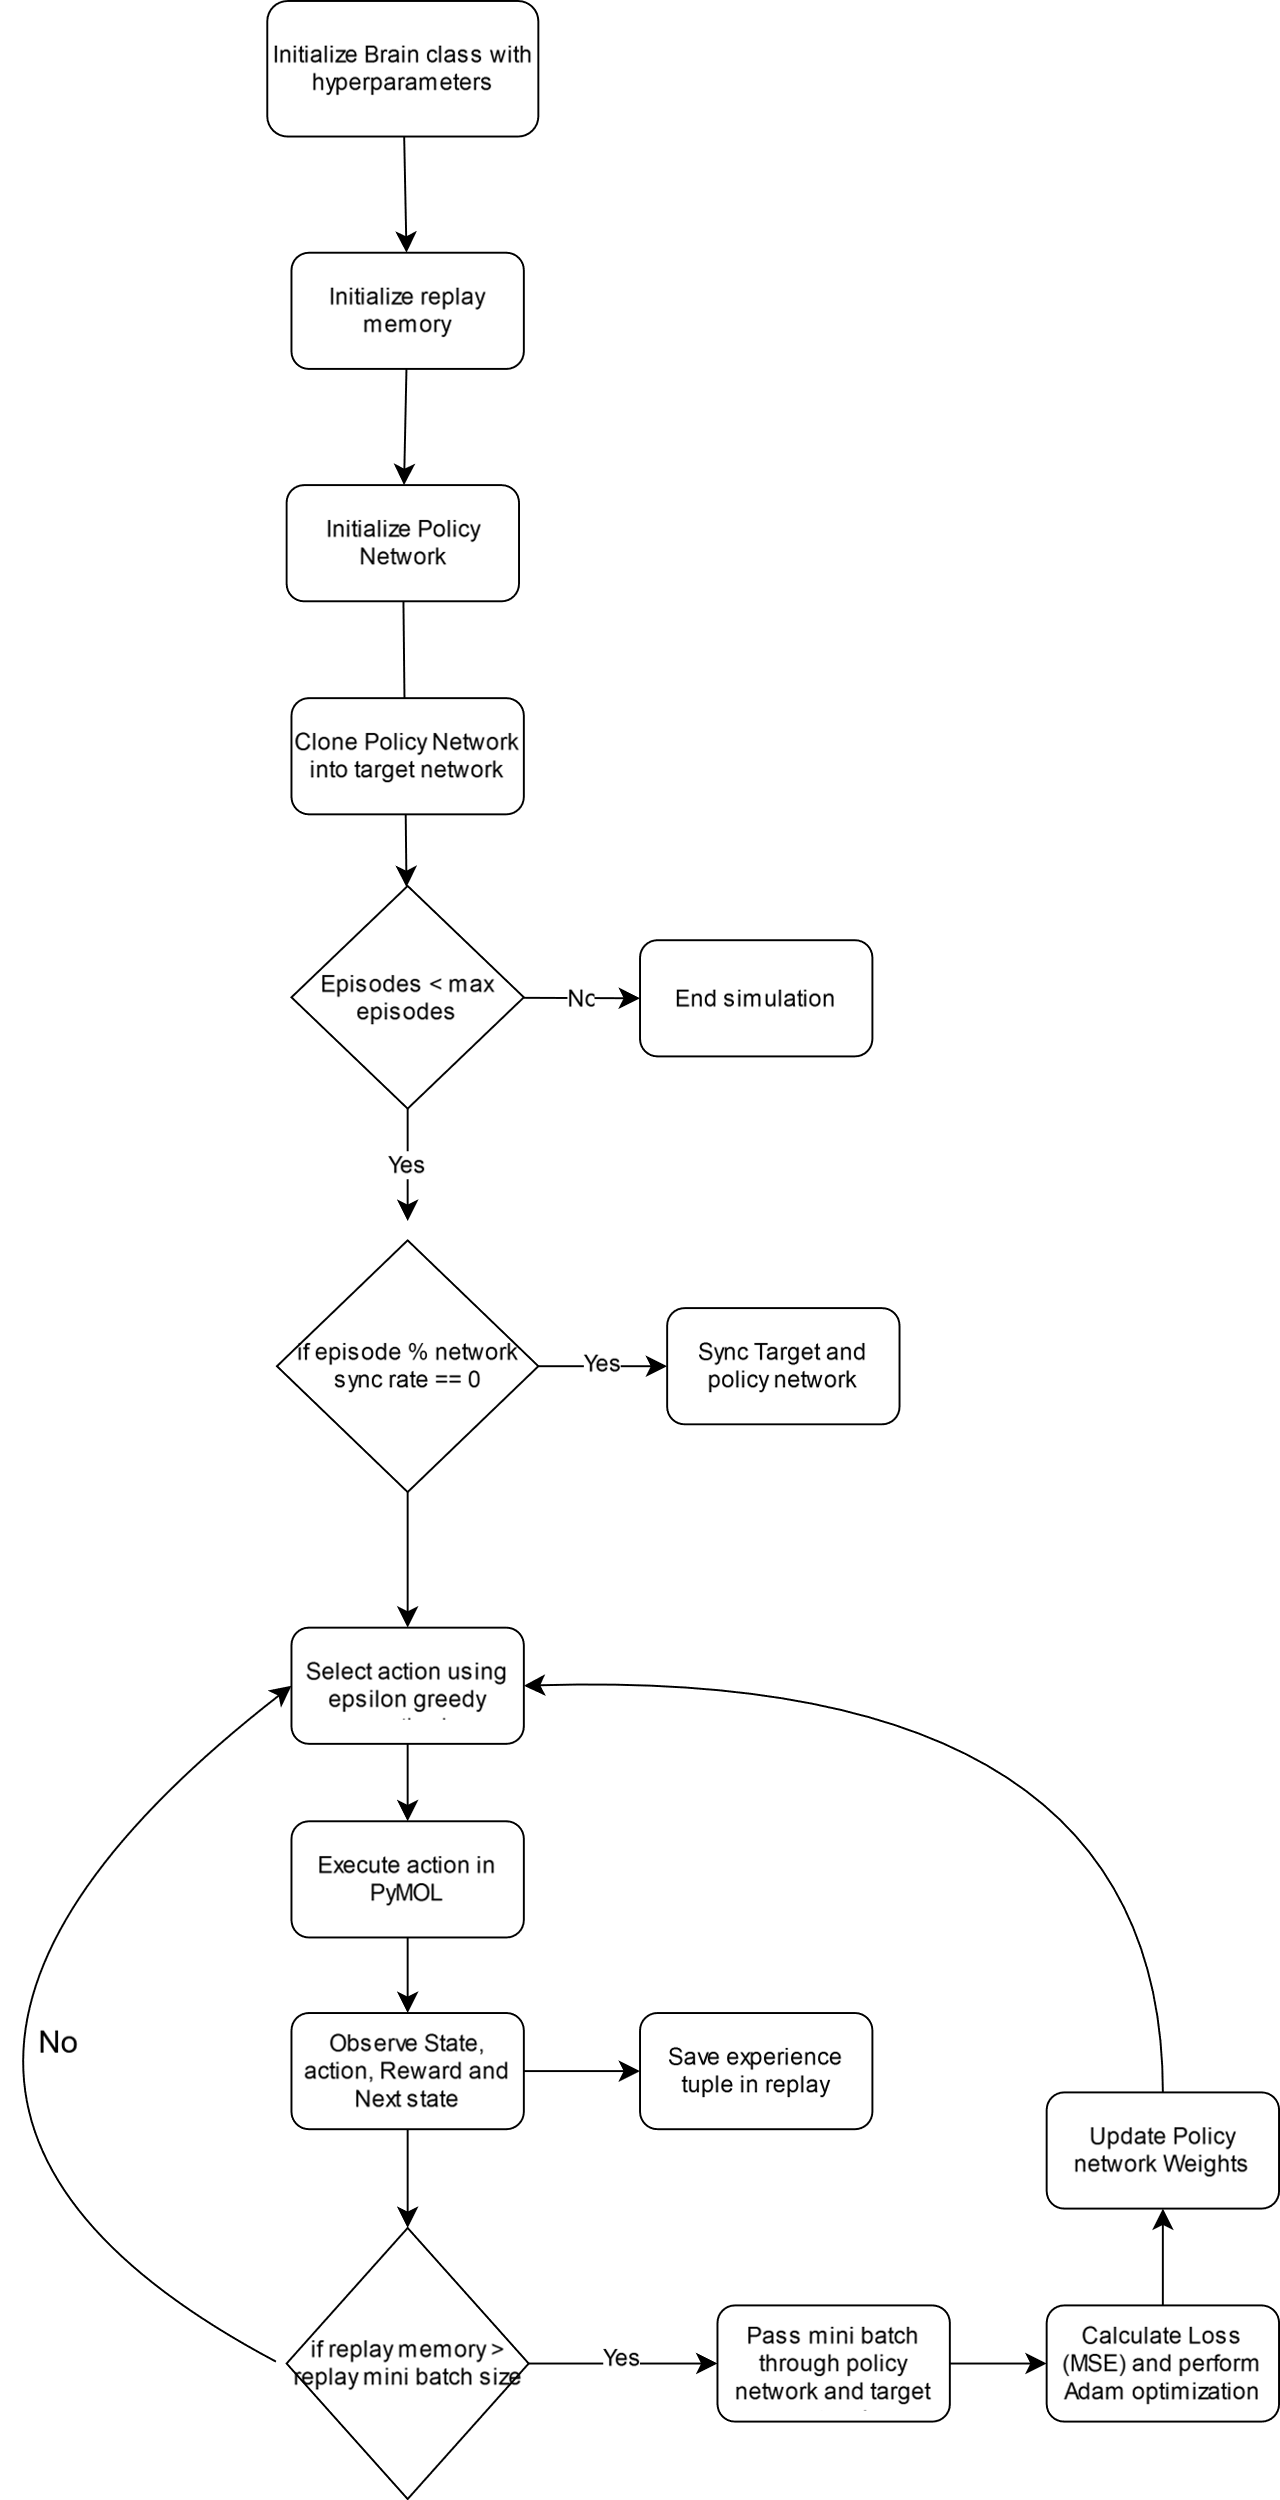 Initialize Brain class with
hyperparameters
Initialize replay
memory
Initialize Policy
Network
Clone Policy Network
into target network
Episodes < max
episodes
No
End simulation
Yes
if episode % network
sync rate == 0
Yes
Sync Target and
policy network
Select action using
epsilon greedy
Execute action in
PyMOL
Observe State,
action, Reward and
Next state
Save experience
tuple in replay
No
Update Policy
network Weights
if replay memory >
replay mini batch size
Yes
Pass mini batch
through policy
network and target
Calculate Loss
(MSE) and perform
Adam optimization